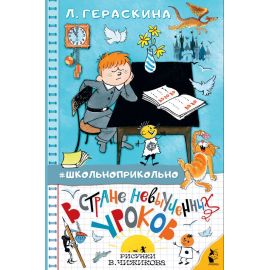 Л. ГЕРАСКИНА
#ШКОЛЬНОПРИКОЛЬНО
В СТРАНЕ НЕВЫУЧЕННЫХ
УРОКОВ
РИСУНКИ
В. ЧИЖИКОВА